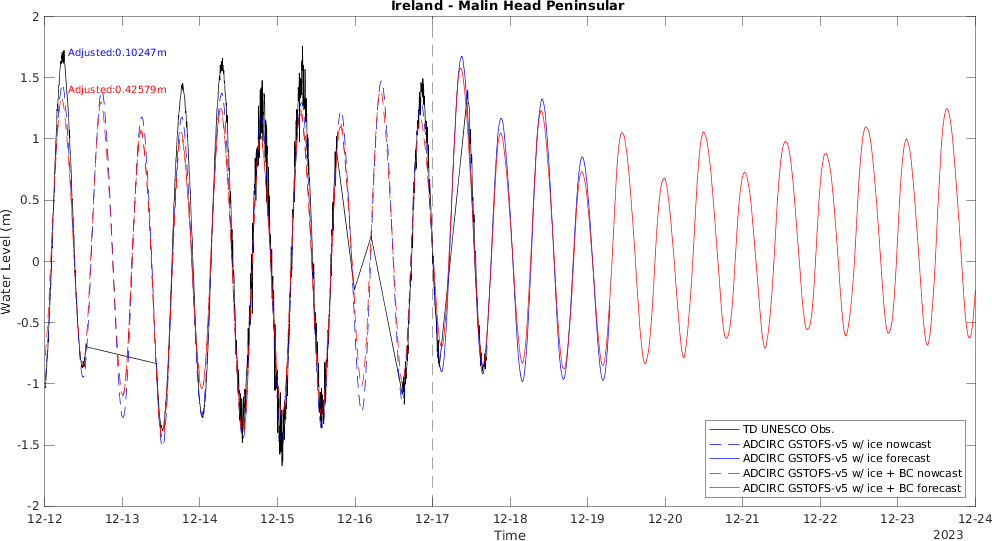 Ireland - Malin Head Peninsular
2
1.5
1
0.5
0
-0.5
-1
-1.5
-2
Water Level (m)
Adjusted:0.10247m
Adjusted:0.42579m
TD UNESCO Obs.
ADCIRC GSTOFS-v5 w/ ice nowcast
ADCIRC GSTOFS-v5 w/ ice forecast
ADCIRC GSTOFS-v5 w/ ice + BC nowcast
ADCIRC GSTOFS-v5 w/ ice + BC forecast
12-12 12-13 12-14 12-15 12-16 12-17 12-18 12-19 12-20 12-21 12-22 12-23 12-24
Time
2023